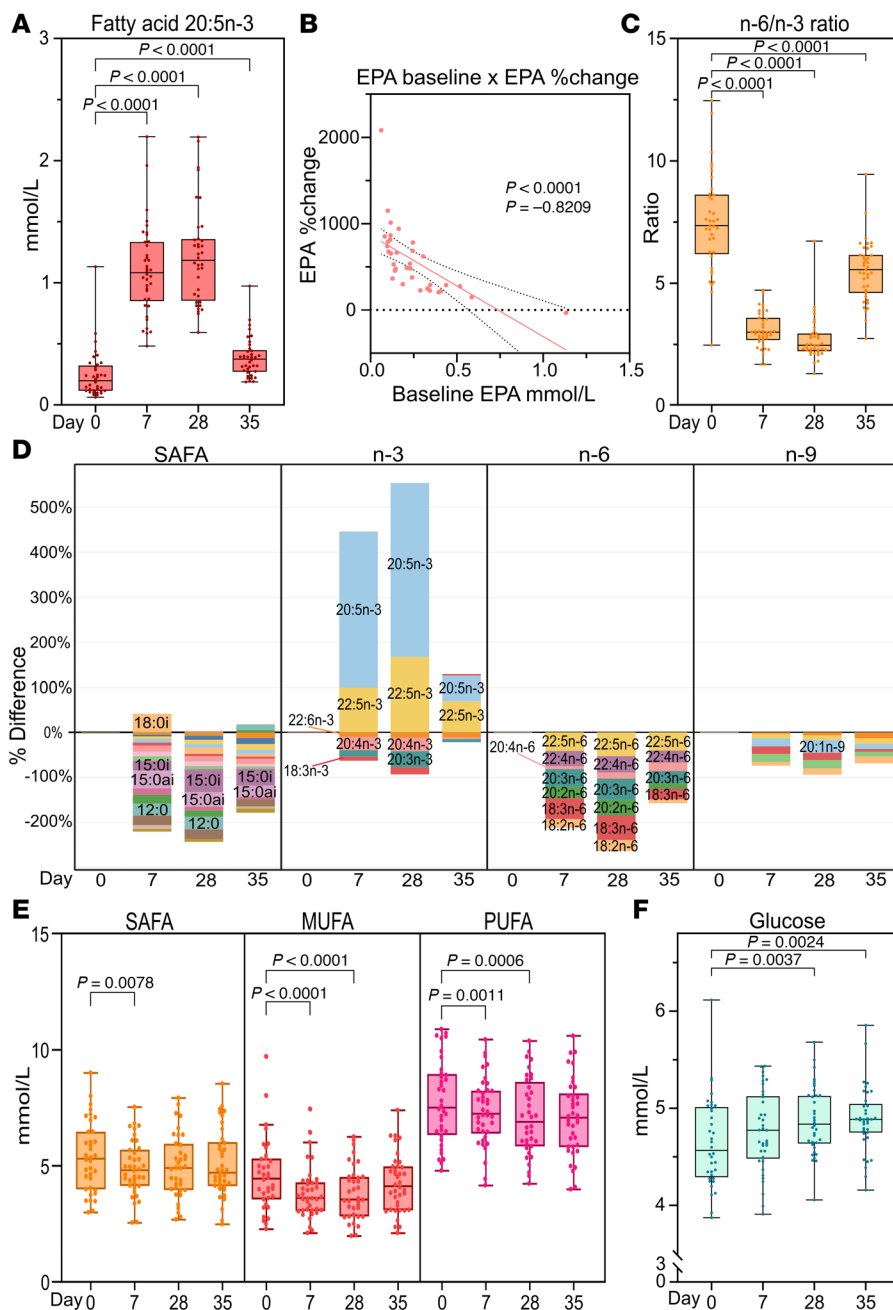 A
Fatty acid 20:5n-3
P < 0.0001
P < 0.0001
P < 0.0001
mmol/L
3
2
1
0
Day 0 7 28 35
B
EPA baseline x EPA %change
P < 0.0001
P = −0.8209
EPA %change
2000
1000
0
0.0 0.5 1.0 1.5
Baseline EPA mmol/L
C
n-6/n-3 ratio
P < 0.0001
P < 0.0001
P < 0.0001
Ratio
15
10
5
0
Day 0 7 28 35
D
SAFA n-3 n-6 n-9
% Difference
500%
400%
300%
200%
100%
0%
-100%
-200%
18:0i
15:0i
15:0ai
12:0
15:0i
15:0ai
12:0
15:0i
15:0ai
20:5n-3
22:5n-3
20:4n-3
22:6n-3
18:3n-3
20:5n-3
22:5n-3
20:4n-3
20:3n-3
20:5n-3
22:5n-3
20:4n-6
22:5n-6
22:4n-6
20:3n-6
20:2n-6
18:3n-6
18:2n-6
22:5n-6
22:4n-6
20:3n-6
20:2n-6
18:3n-6
18:2n-6
22:5n-6
22:4n-6
20:3n-6
18:3n-6
20:1n-9
Day 0 7 28 35 0 7 28 35 0 7 28 35 0 7 28 35
E
SAFA MUFA PUFA
P = 0.0078
P < 0.0001
P < 0.0001
P = 0.0006
P = 0.0011
mmol/L
15
10
5
0
Day 0 7 28 35 0 7 28 35 0 7 28 35
F
Glucose
P = 0.0024
P = 0.0037
mmol/L
6
5
4
3
0
Day 0 7 28 35